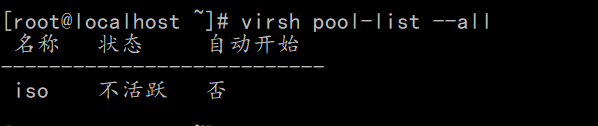 [root@localhost ~]# virsh pool-list --all
名称 状态 自动开始
----------------------------
iso 不活跃 否